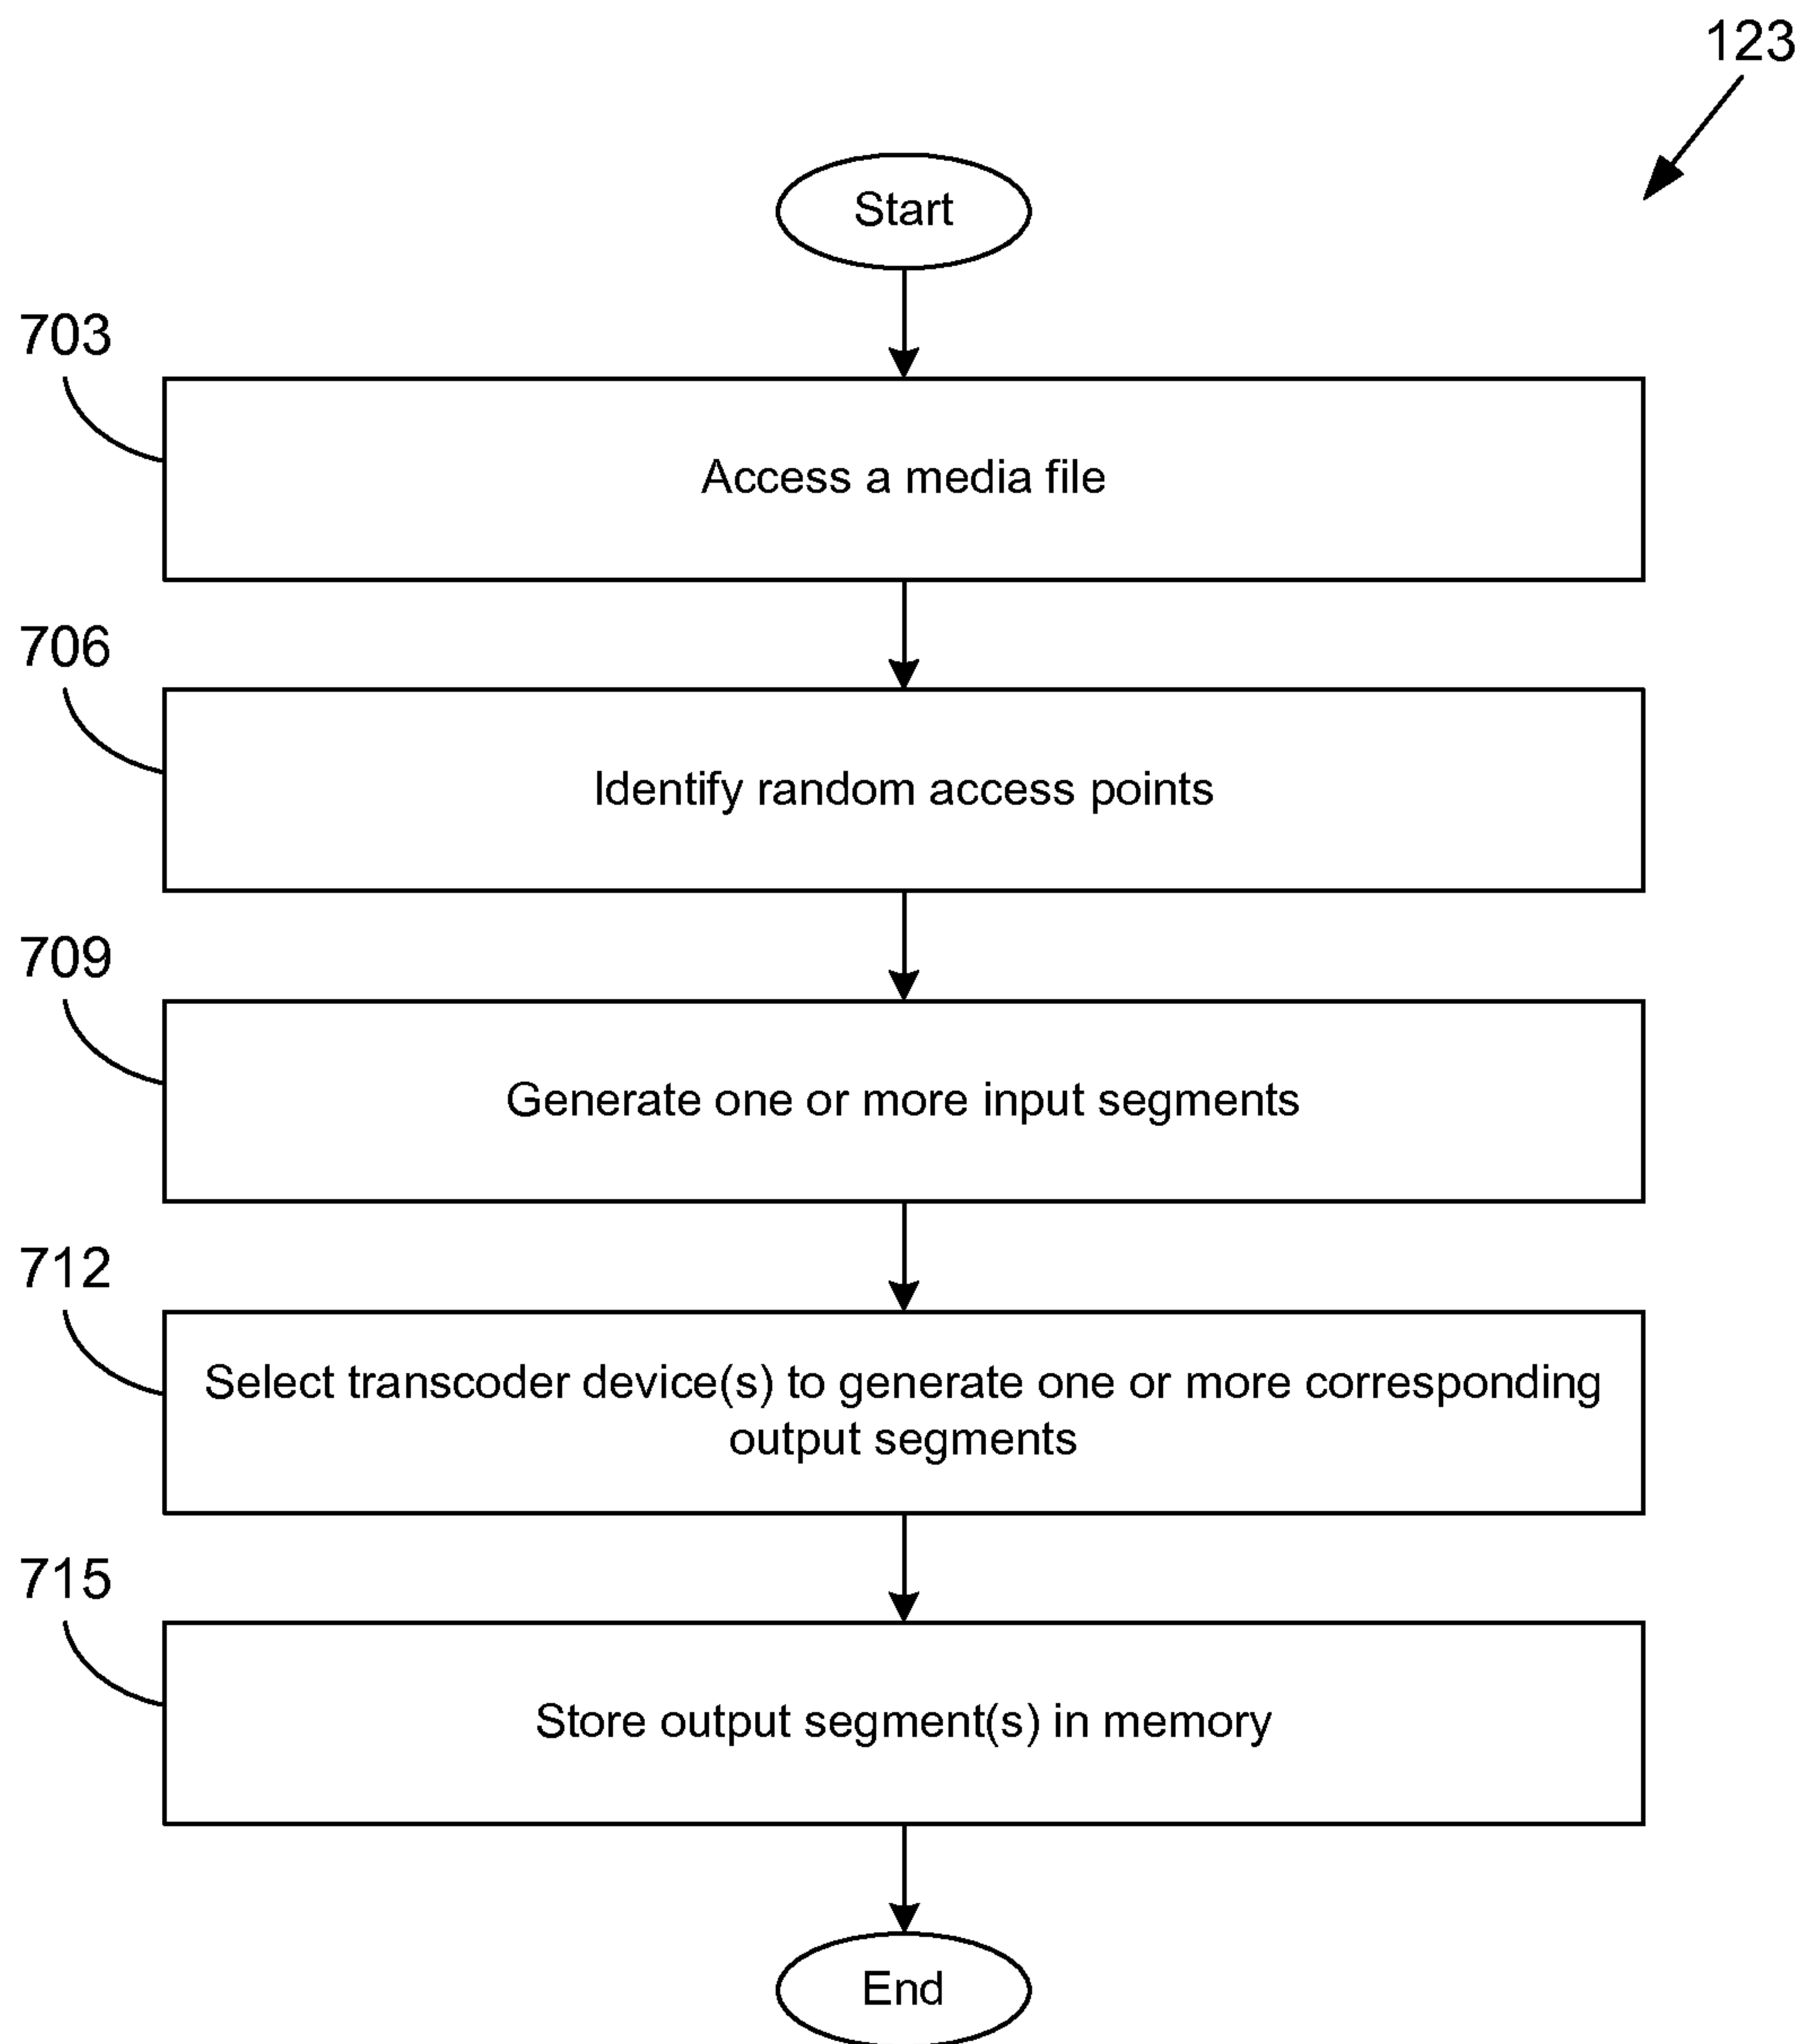 123
Start
703
Access a media file
706
Identify random access points
709
Generate one or more input segments
712
Select transcoder device(s) to generate one or more corresponding
output segments
715
Store output segment(s) in memory
End